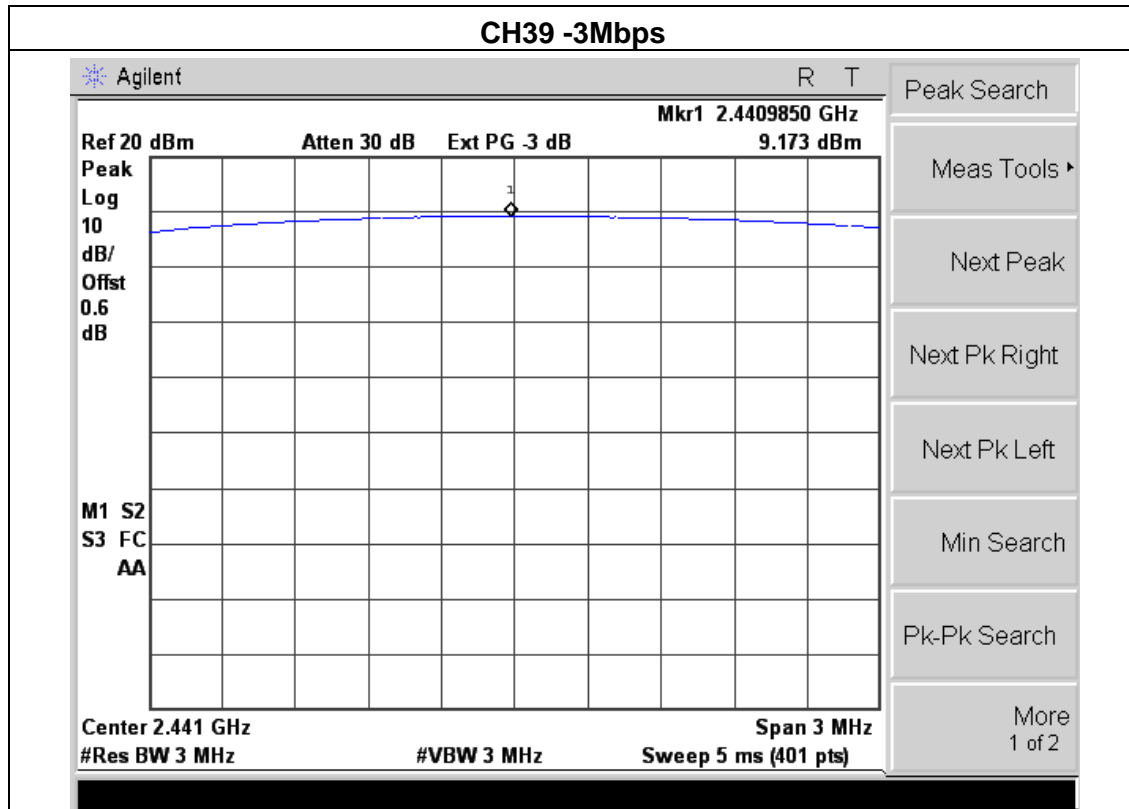 CH39 -3Mbps
Agilent R T
Mkr1 2.4409850 GHz
Ref 20 dBm Atten 30 dB Ext PG -3 dB 9.173 dBm
Peak
Log
10
dB/
Offst
0.6
dB
1
M1 S2
S3 FC
AA
Center 2.441 GHz Span 3 MHz
#Res BW 3 MHz #VBW 3 MHz Sweep 5 ms (401 pts)
Peak Search
Meas Tools
Next Peak
Next Pk Right
Next Pk Left
Min Search
Pk-Pk Search
More
1 of 2